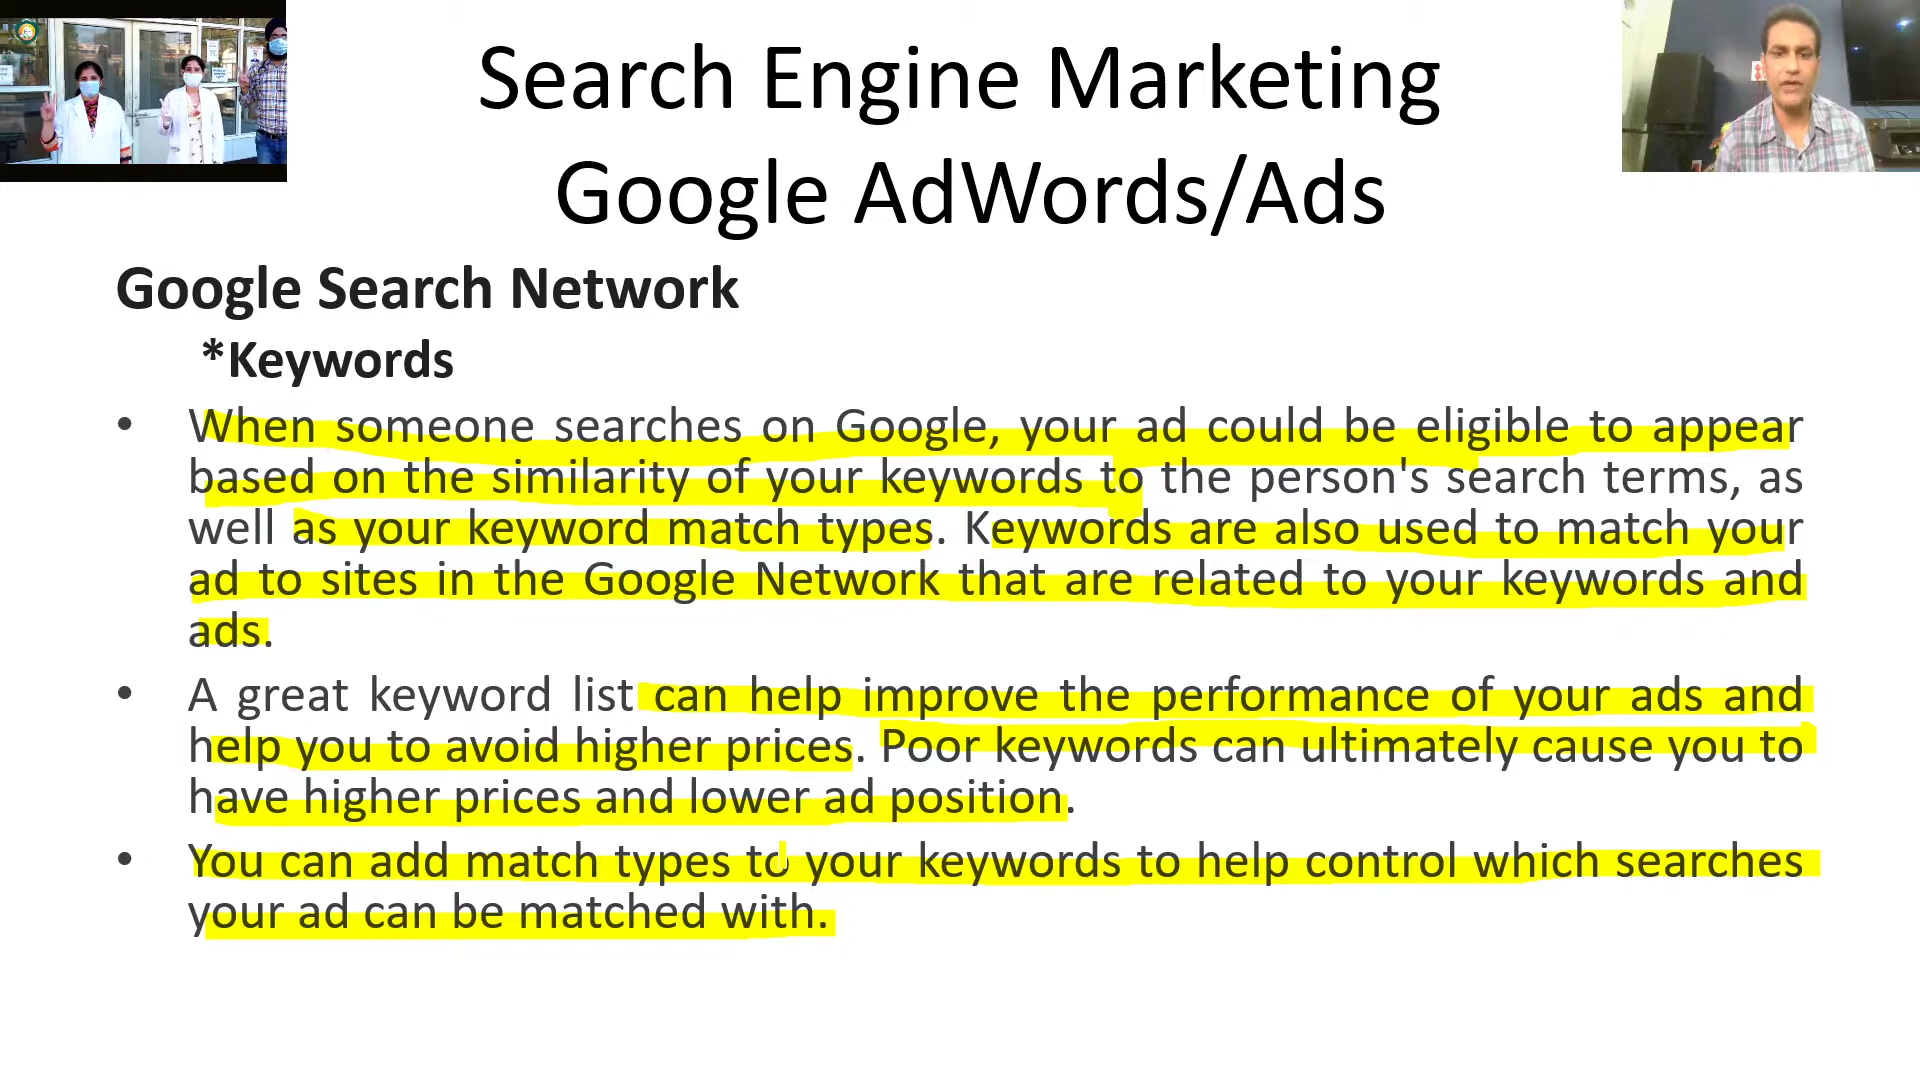 Search Engine Marketing
Google AdWords/Ads
Google Search Network
*Keywords
• When someone searches on Google, your ad could be eligible to appear
based on the similarity of your keywords to the person's search terms, as
well as your keyword match types. Keywords are also used to match your
ad to sites in the Google Network that are related to your keywords and
ads.
• A great keyword list can help improve the performance of your ads and
help you to avoid higher prices. Poor keywords can ultimately cause you to
have higher prices and lower ad position.
• You can add match types to your keywords to help control which searches
your ad can be matched with.